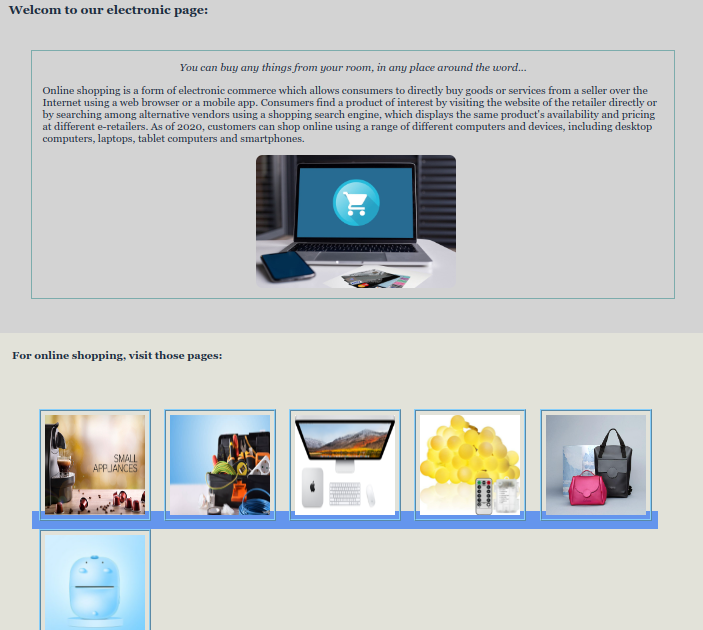 Welcom to our electronic page:
You can buy any things from your room, in any place around the word...
Online shopping is a form of electronic commerce which allows consumers to directly buy goods or services from a seller over the
Internet using a web browser or a mobile app. Consumers find a product of interest by visiting the website of the retailer directly or
by searching among alternative vendors using a shopping search engine, which displays the same product's availability and pricing
at different e-retailers. As of 2020, customers can shop online using a range of different computers and devices, including desktop
computers, laptops, tablet computers and smartphones.
For online shopping, visit those pages:
SMALL
APPLIANCES